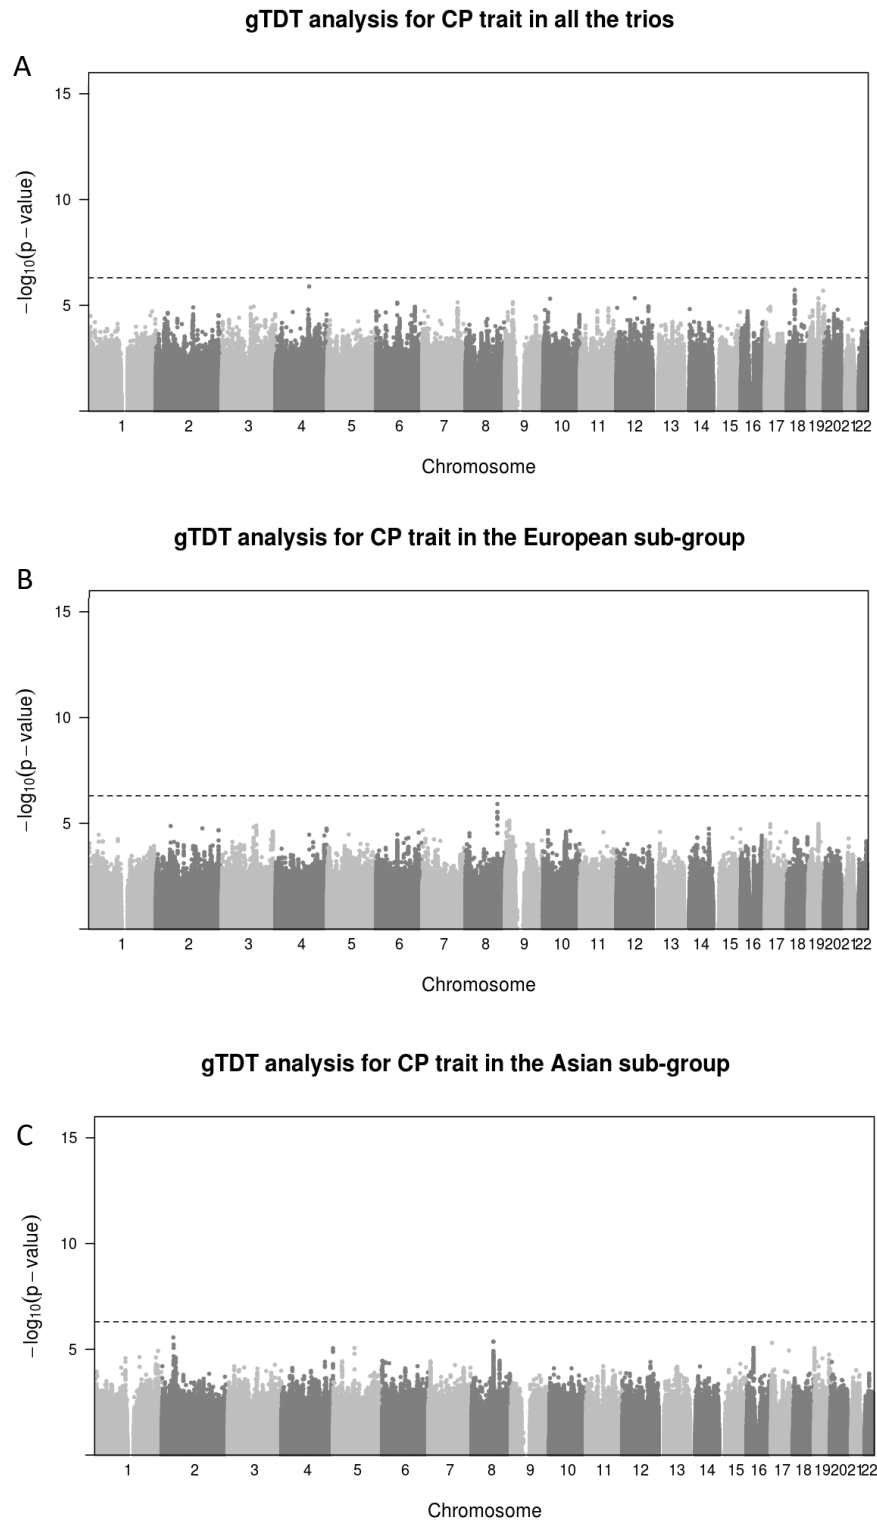 gTDT analysis for CP trait in all the trios
A
15
10
5
−log10(p − value)
1 2 3 4 5 6 7 8 9 10 11 12 13 14 15 16 17 18 19 20 21 22
Chromosome
gTDT analysis for CP trait in the European sub-group
B
15
10
5
−log10(p − value)
1 2 3 4 5 6 7 8 9 10 11 12 13 14 15 16 17 18 19 20 21 22
Chromosome
gTDT analysis for CP trait in the Asian sub-group
C
15
10
5
−log10(p − value)
1 2 3 4 5 6 7 8 9 10 11 12 13 14 15 16 17 18 19 20 21 22
Chromosome